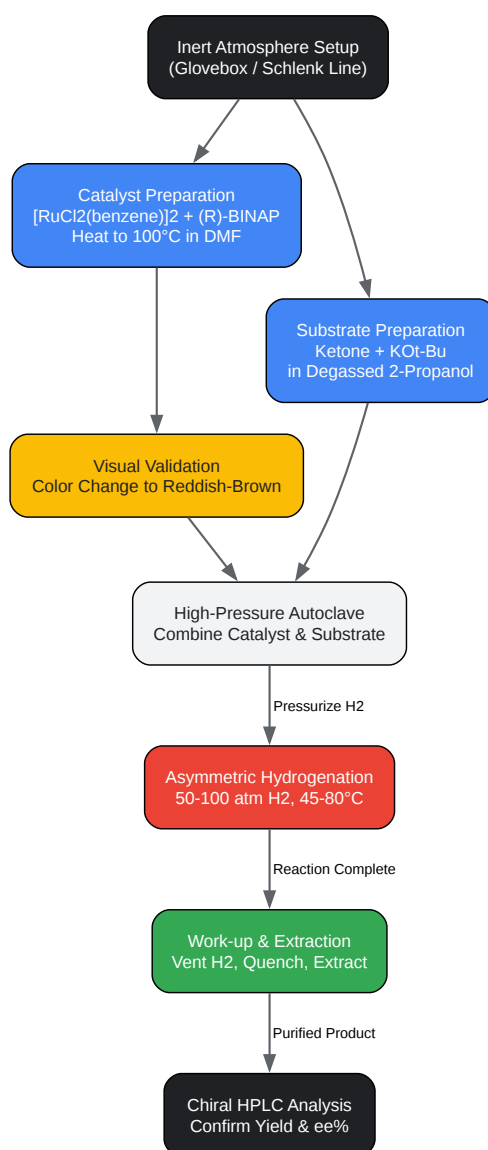 Inert Atmosphere Setup
(Glovebox / Schlenk Line)
Catalyst Preparation
[RuCl2(benzene)]2 + (R)-BINAP
Heat to 100°C in DMF
Substrate Preparation
Ketone + KOt-Bu
in Degassed 2-Propanol
Visual Validation
Color Change to Reddish-Brown
High-Pressure Autoclave
Combine Catalyst & Substrate
Pressurize H2
Asymmetric Hydrogenation
50-100 atm H2, 45-80°C
Reaction Complete
Work-up & Extraction
Vent H2, Quench, Extract
Purified Product
Chiral HPLC Analysis
Confirm Yield & ee%